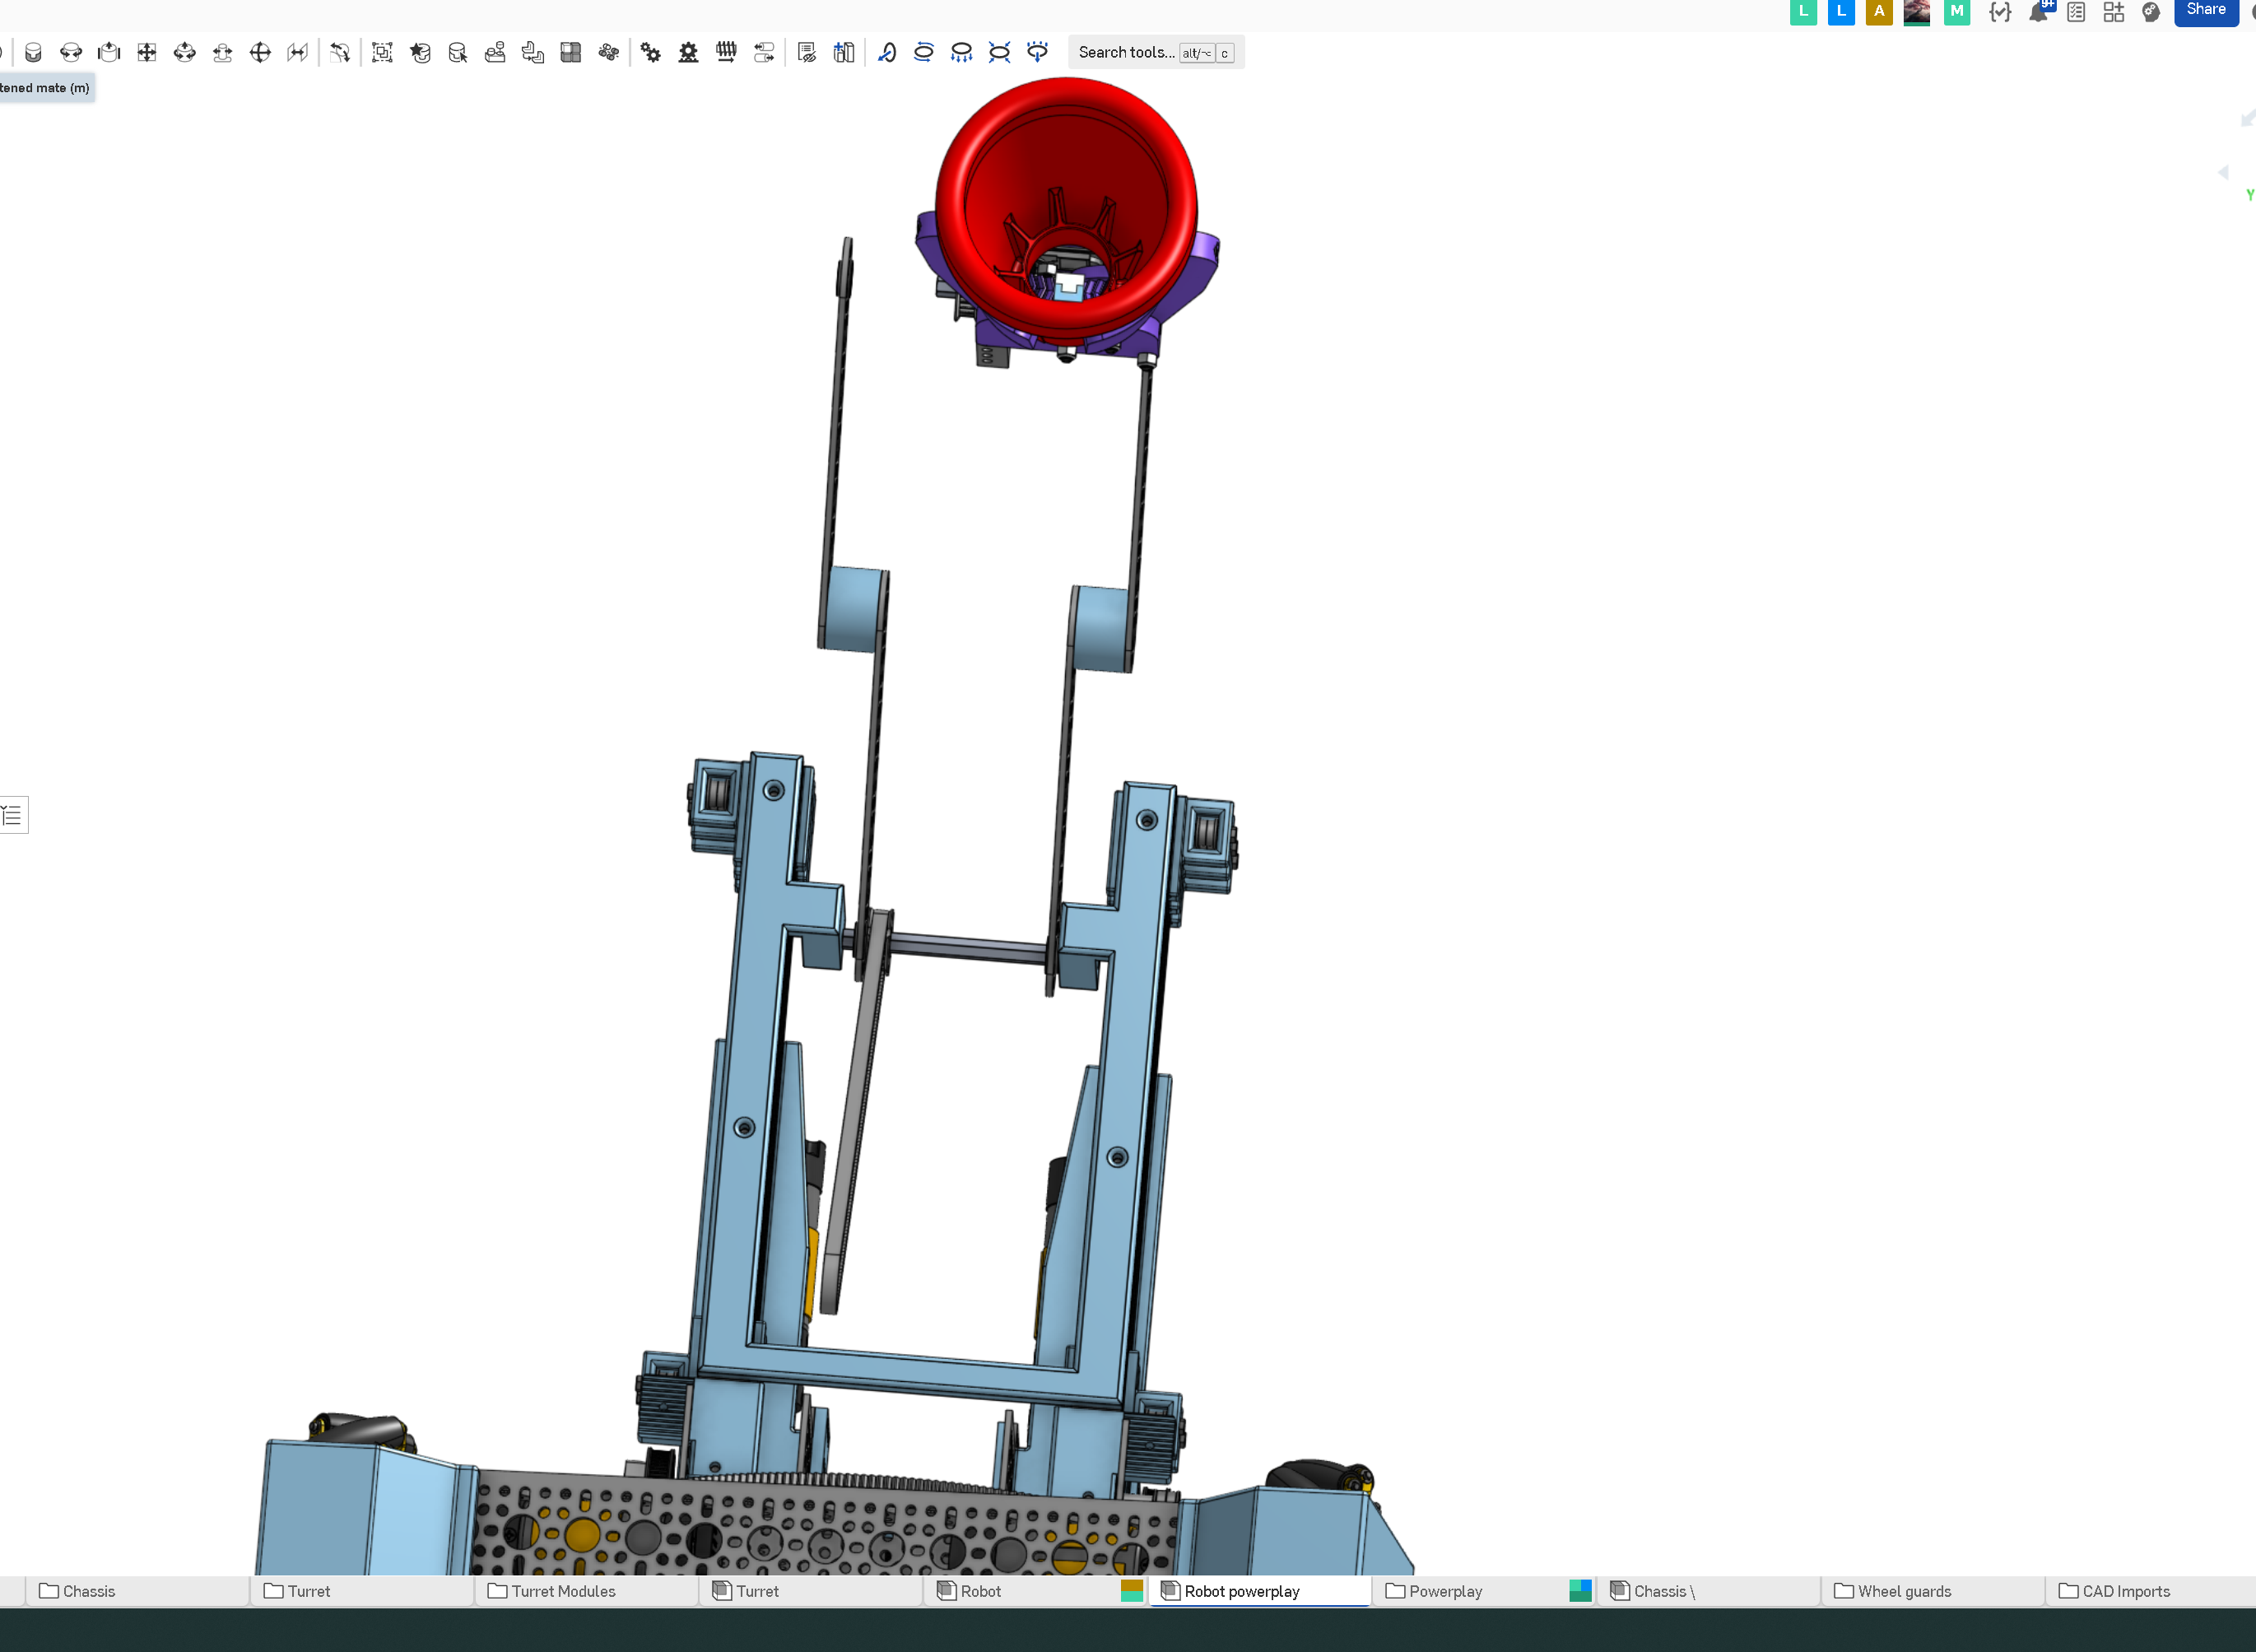 L L A M 9+ Share
Search tools... alt/⌥ c
tened mate (m)
Y
Chassis Turret Turret Modules Turret Robot Robot powerplay Powerplay Chassis \ Wheel guards CAD Imports